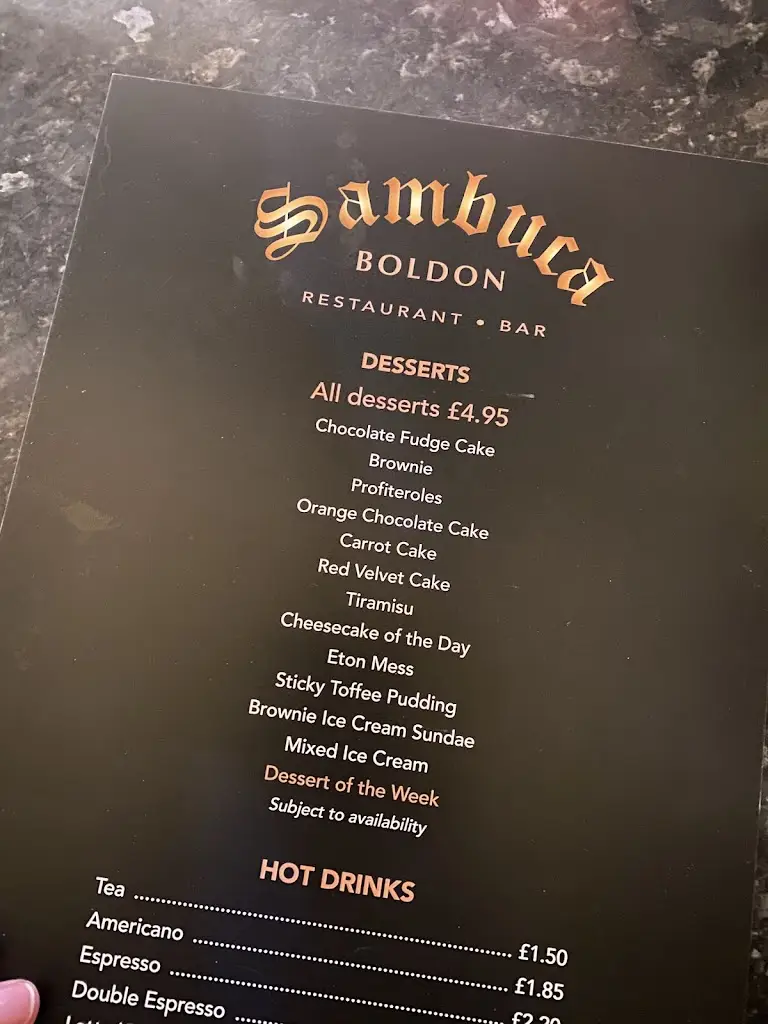 Sambuca
BOLDON
RESTAURANT • BAR
DESSERTS
All desserts £4.95
Chocolate Fudge Cake
Brownie
Profiteroles
Orange Chocolate Cake
Carrot Cake
Red Velvet Cake
Tiramisu
Cheesecake of the Day
Eton Mess
Sticky Toffee Pudding
Brownie Ice Cream Sundae
Mixed Ice Cream
Dessert of the Week
Subject to availability
HOT DRINKS
Tea £1.50
Americano £1.85
Espresso £2.20
Double Espresso